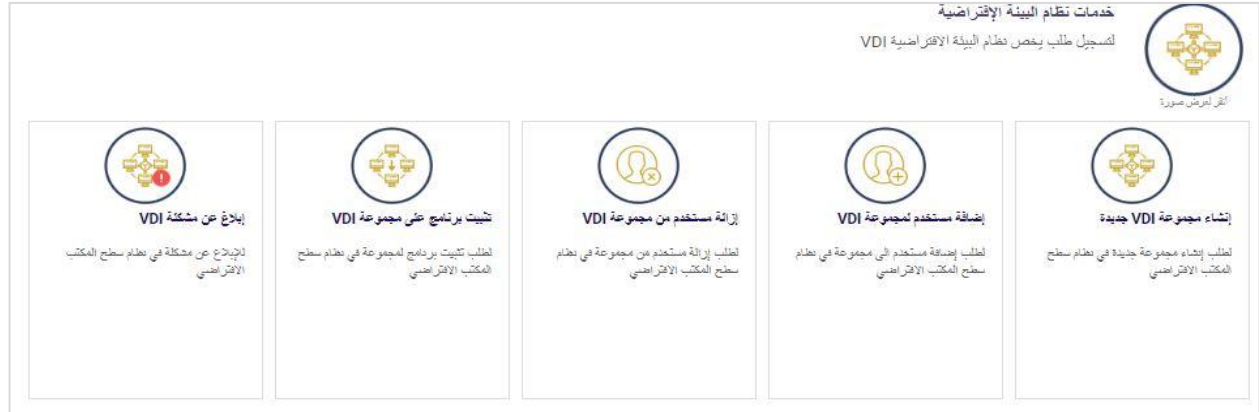 خدمات نظام البيئة الإفتراضية
لتسجيل طلب يخص نظام البيئة الافتراضية VDI
انقر لعرض صورة
إنشاء مجموعة VDI جديدة
لطلب إنشاء مجموعة جديدة في نظام سطح
المكتب الافتراضي
إضافة مستخدم لمجموعة VDI
لطلب إضافة مستخدم الى مجموعة في نظام
سطح المكتب الافتراضي
إزالة مستخدم من مجموعة VDI
لطلب إزالة مستخدم من مجموعة في نظام
سطح المكتب الافتراضي
تثبيت برنامج على مجموعة VDI
لطلب تثبيت برنامج لمجموعة في نظام سطح
المكتب الافتراضي
إبلاغ عن مشكلة VDI
للإبلاغ عن مشكلة في نظام سطح المكتب
الافتراضي